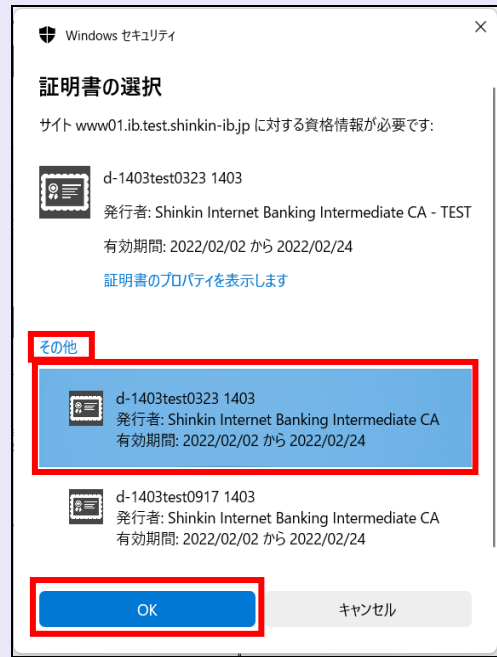 Windows セキュリティ
証明書の選択
サイト www01.ib.test.shinkin-ib.jp に対する資格情報が必要です:
d-1403test0323 1403
発行者: Shinkin Internet Banking Intermediate CA - TEST
有効期間: 2022/02/02 から 2022/02/24
証明書のプロパティを表示します
その他
d-1403test0323 1403
発行者: Shinkin Internet Banking Intermediate CA
有効期間: 2022/02/02 から 2022/02/24
d-1403test0917 1403
発行者: Shinkin Internet Banking Intermediate CA
有効期間: 2022/02/02 から 2022/02/24
OK
キャンセル